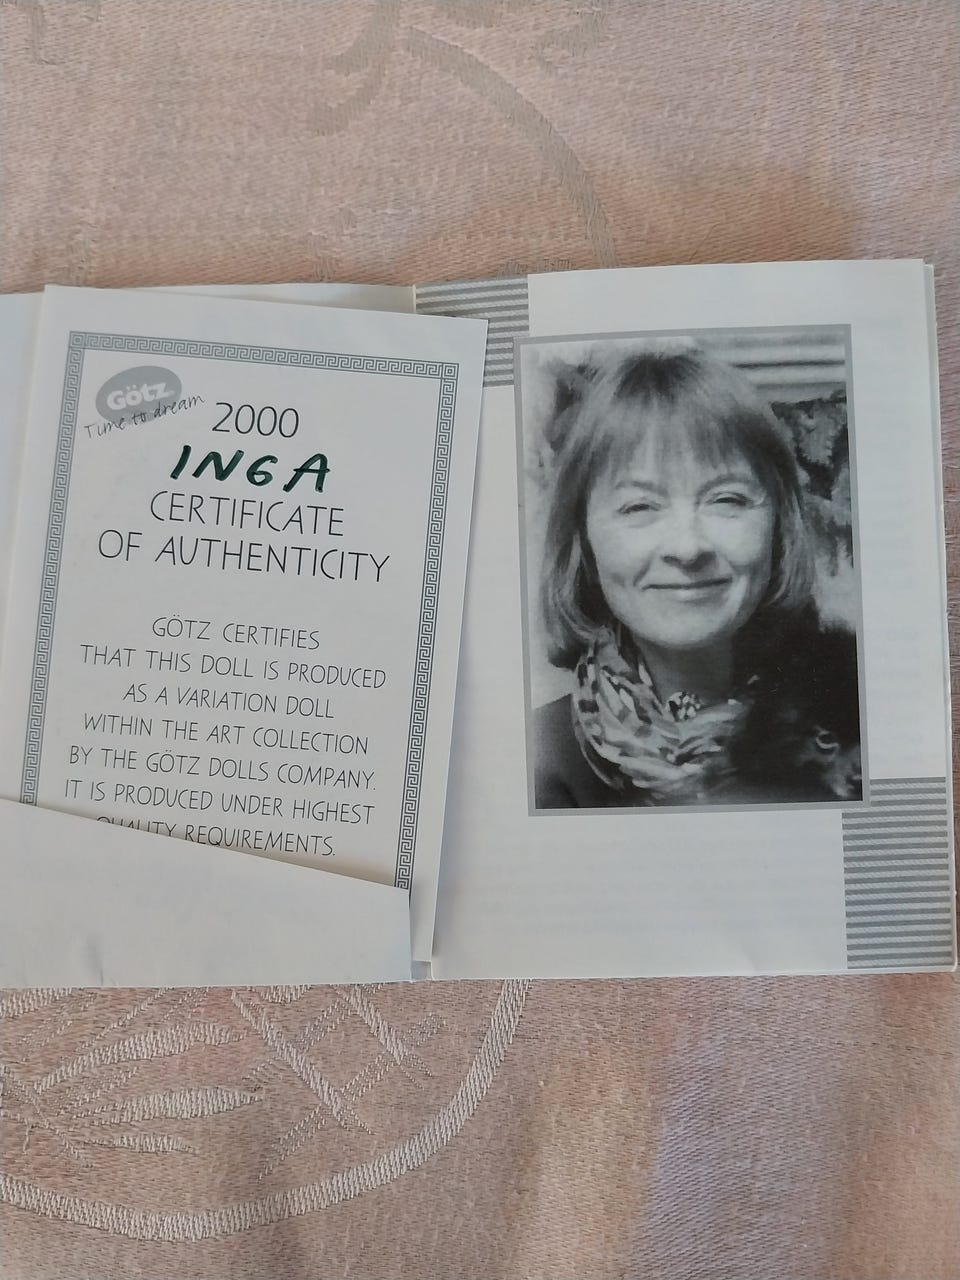 Götz
Time to dream
2000
INGA
CERTIFICATE
OF AUTHENTICITY
GÖTZ CERTIFIES
THAT THIS DOLL IS PRODUCED
AS A VARIATION DOLL
WITHIN THE ART COLLECTION
BY THE GÖTZ DOLLS COMPANY.
IT IS PRODUCED UNDER HIGHEST
QUALITY REQUIREMENTS.